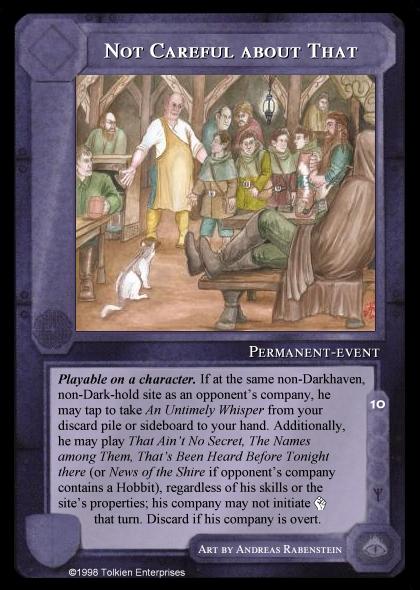 NOT CAREFUL ABOUT THAT
PERMANENT-EVENT
Playable on a character. If at the same non-Darkhaven,
non-Dark-hold site as an opponent's company, he
may tap to take An Untimely Whisper from your
discard pile or sideboard to your hand. Additionally,
he may play That Ain't No Secret, The Names
among Them, That's Been Heard Before Tonight
there (or News of the Shire if opponent's company
contains a Hobbit), regardless of his skills or the
site's properties; his company may not initiate
that turn. Discard if his company is overt.
10
ART BY ANDREAS RABENSTEIN
©1998 Tolkien Enterprises